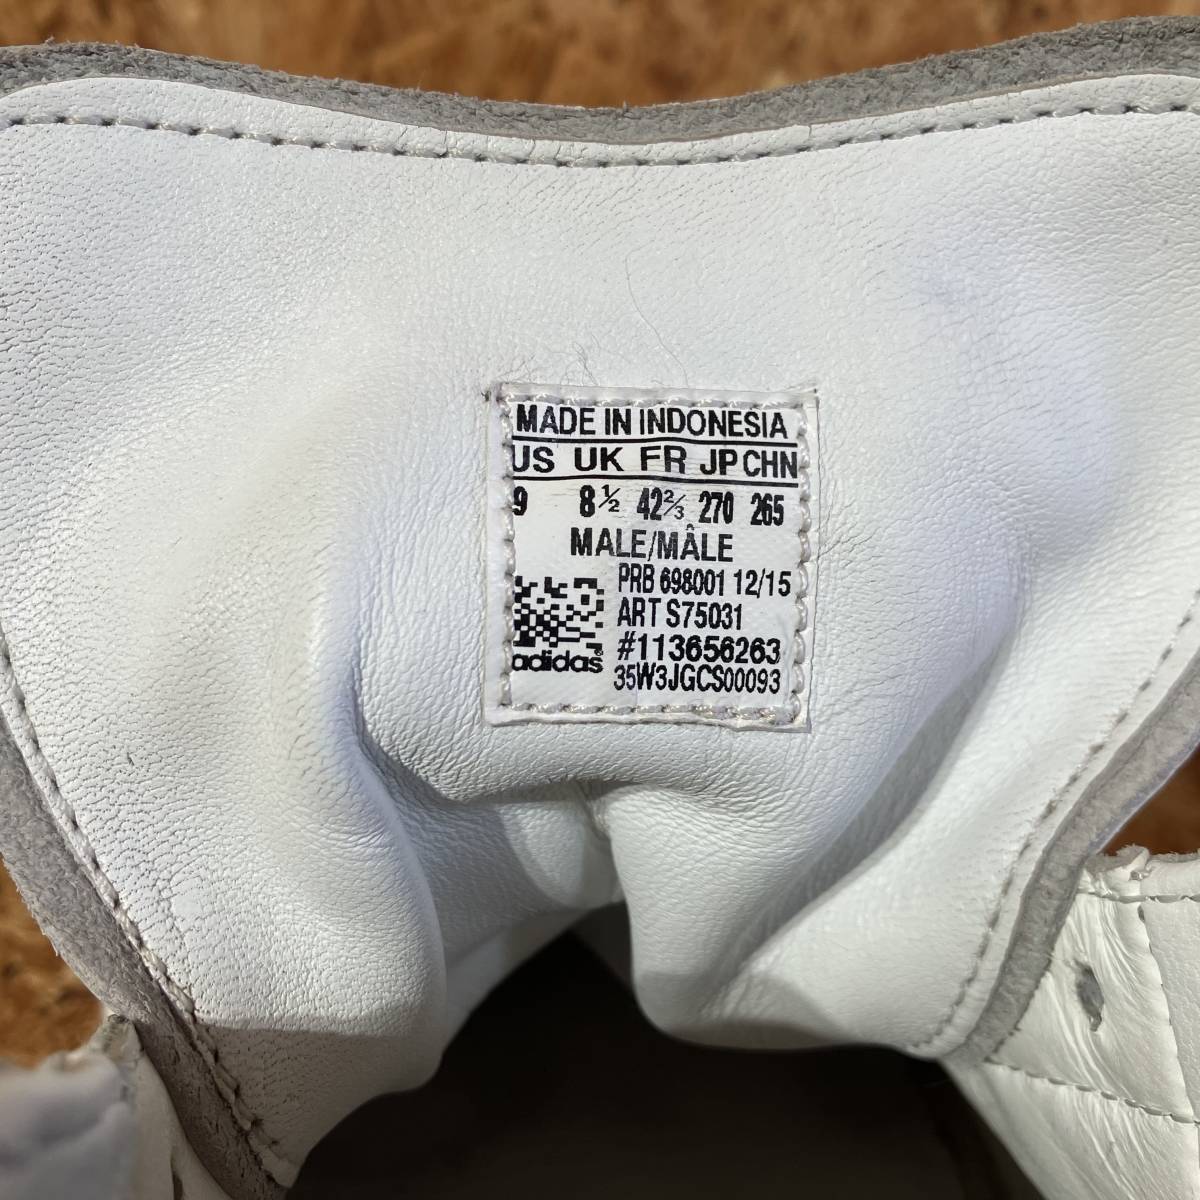 MADE IN INDONESIA
US UK FR JP CHN
9 8½ 42⅔ 270 265
MALE/MÂLE
PRB 698001 12/15
ART S75031
#113656263
adidas®
35W3JGCS00093